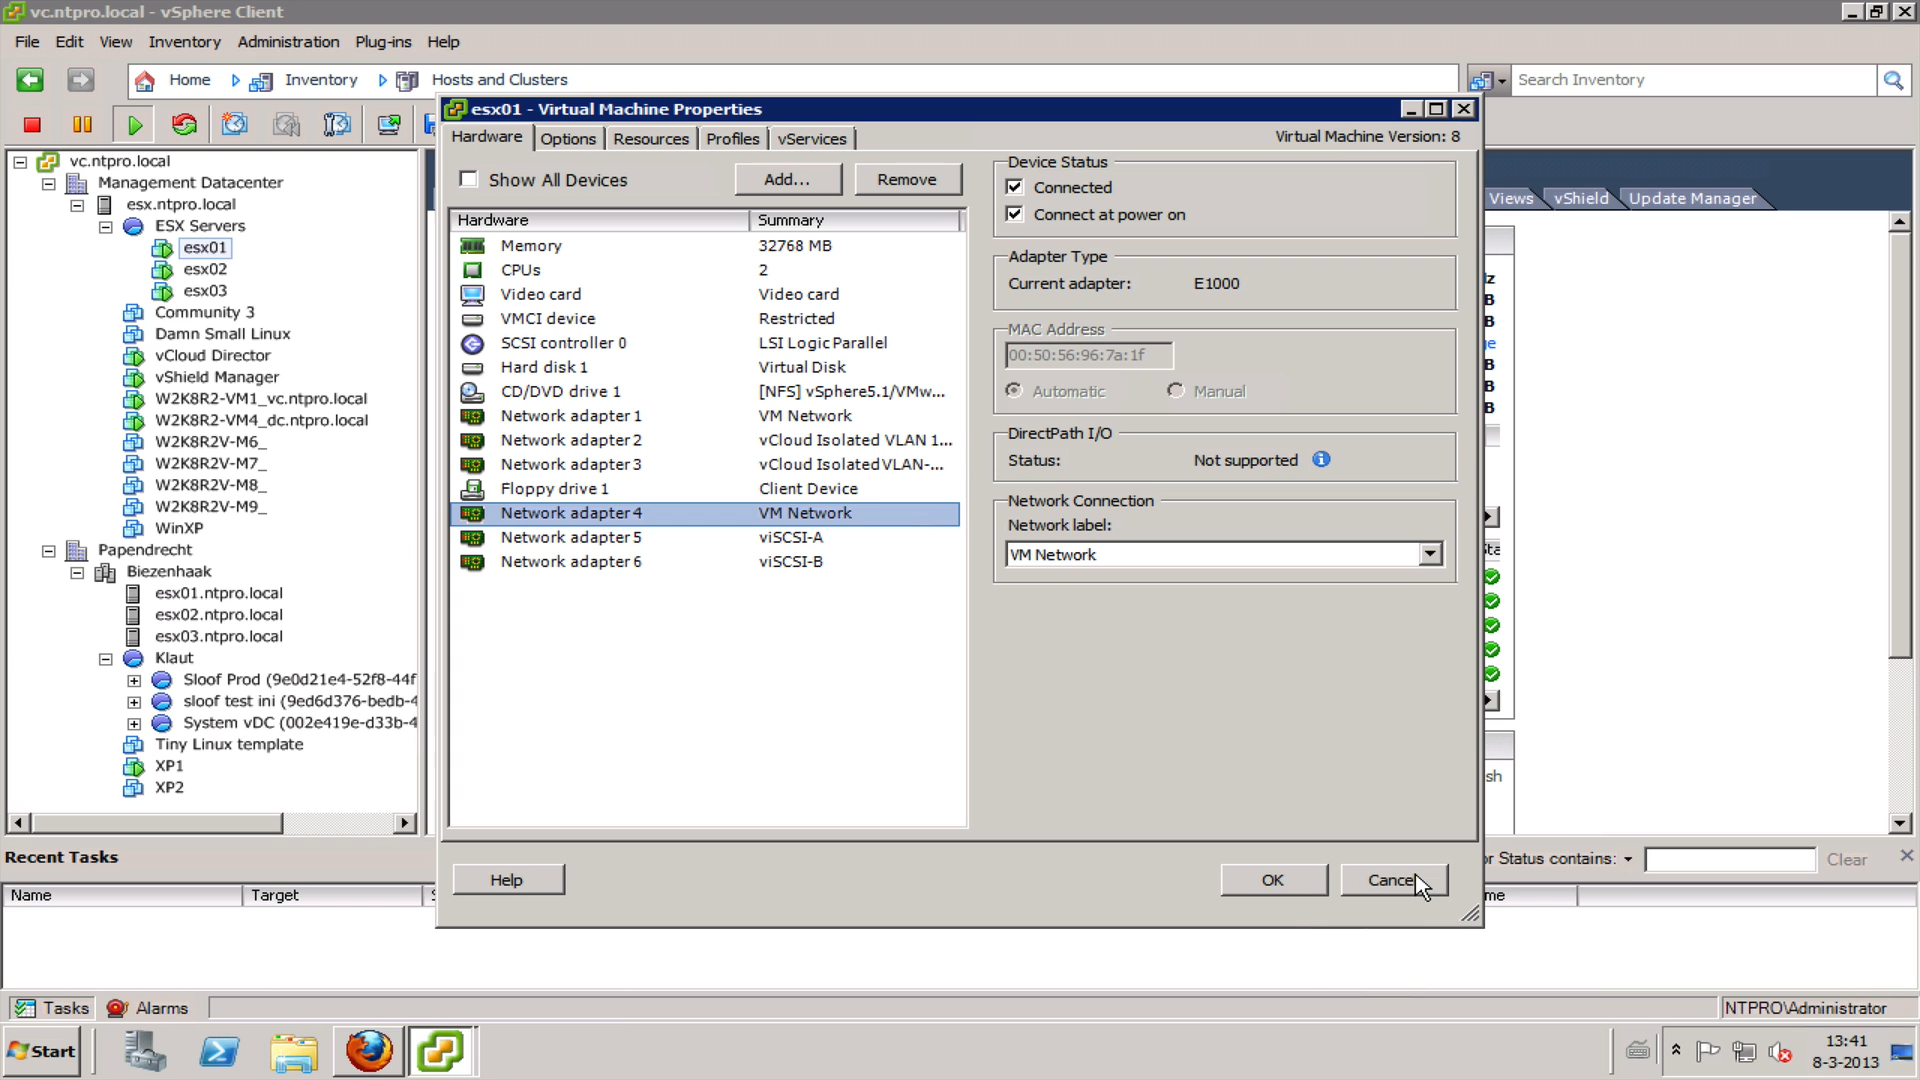 vc.ntpro.local - vSphere Client
File Edit View Inventory Administration Plug-ins Help
Home Inventory Hosts and Clusters
Search Inventory
esx01 - Virtual Machine Properties
Hardware Options Resources Profiles vServices
Virtual Machine Version: 8
Show All Devices Add... Remove
Hardware Summary
Memory 32768 MB
CPUs 2
Video card Video card
VMCI device Restricted
SCSI controller 0 LSI Logic Parallel
Hard disk 1 Virtual Disk
CD/DVD drive 1 [NFS] vSphere5.1/VMw...
Network adapter 1 VM Network
Network adapter 2 vCloud Isolated VLAN 1...
Network adapter 3 vCloud Isolated VLAN-...
Floppy drive 1 Client Device
Network adapter 4 VM Network
Network adapter 5 viSCSI-A
Network adapter 6 viSCSI-B
Device Status
Connected
Connect at power on
Adapter Type
Current adapter: E1000
MAC Address
00:50:56:96:7a:1f
Automatic Manual
DirectPath I/O
Status: Not supported
Network Connection
Network label:
VM Network
Help OK Cancel
vc.ntpro.local
Management Datacenter
esx.ntpro.local
ESX Servers
esx01
esx02
esx03
Community 3
Damn Small Linux
vCloud Director
vShield Manager
W2K8R2-VM1_vc.ntpro.local
W2K8R2-VM4_dc.ntpro.local
W2K8R2V-M6_
W2K8R2V-M7_
W2K8R2V-M8_
W2K8R2V-M9_
WinXP
Papendrecht
Biezenhaak
esx01.ntpro.local
esx02.ntpro.local
esx03.ntpro.local
Klaut
Sloof Prod (9e0d21e4-52f8-44f
sloof test ini (9ed6d376-bedb-4
System vDC (002e419e-d33b-4
Tiny Linux template
XP1
XP2
Views vShield Update Manager
Recent Tasks
or Status contains: Clear
Name Target
Tasks Alarms
NTPRO\Administrator
Start
13:41
8-3-2013